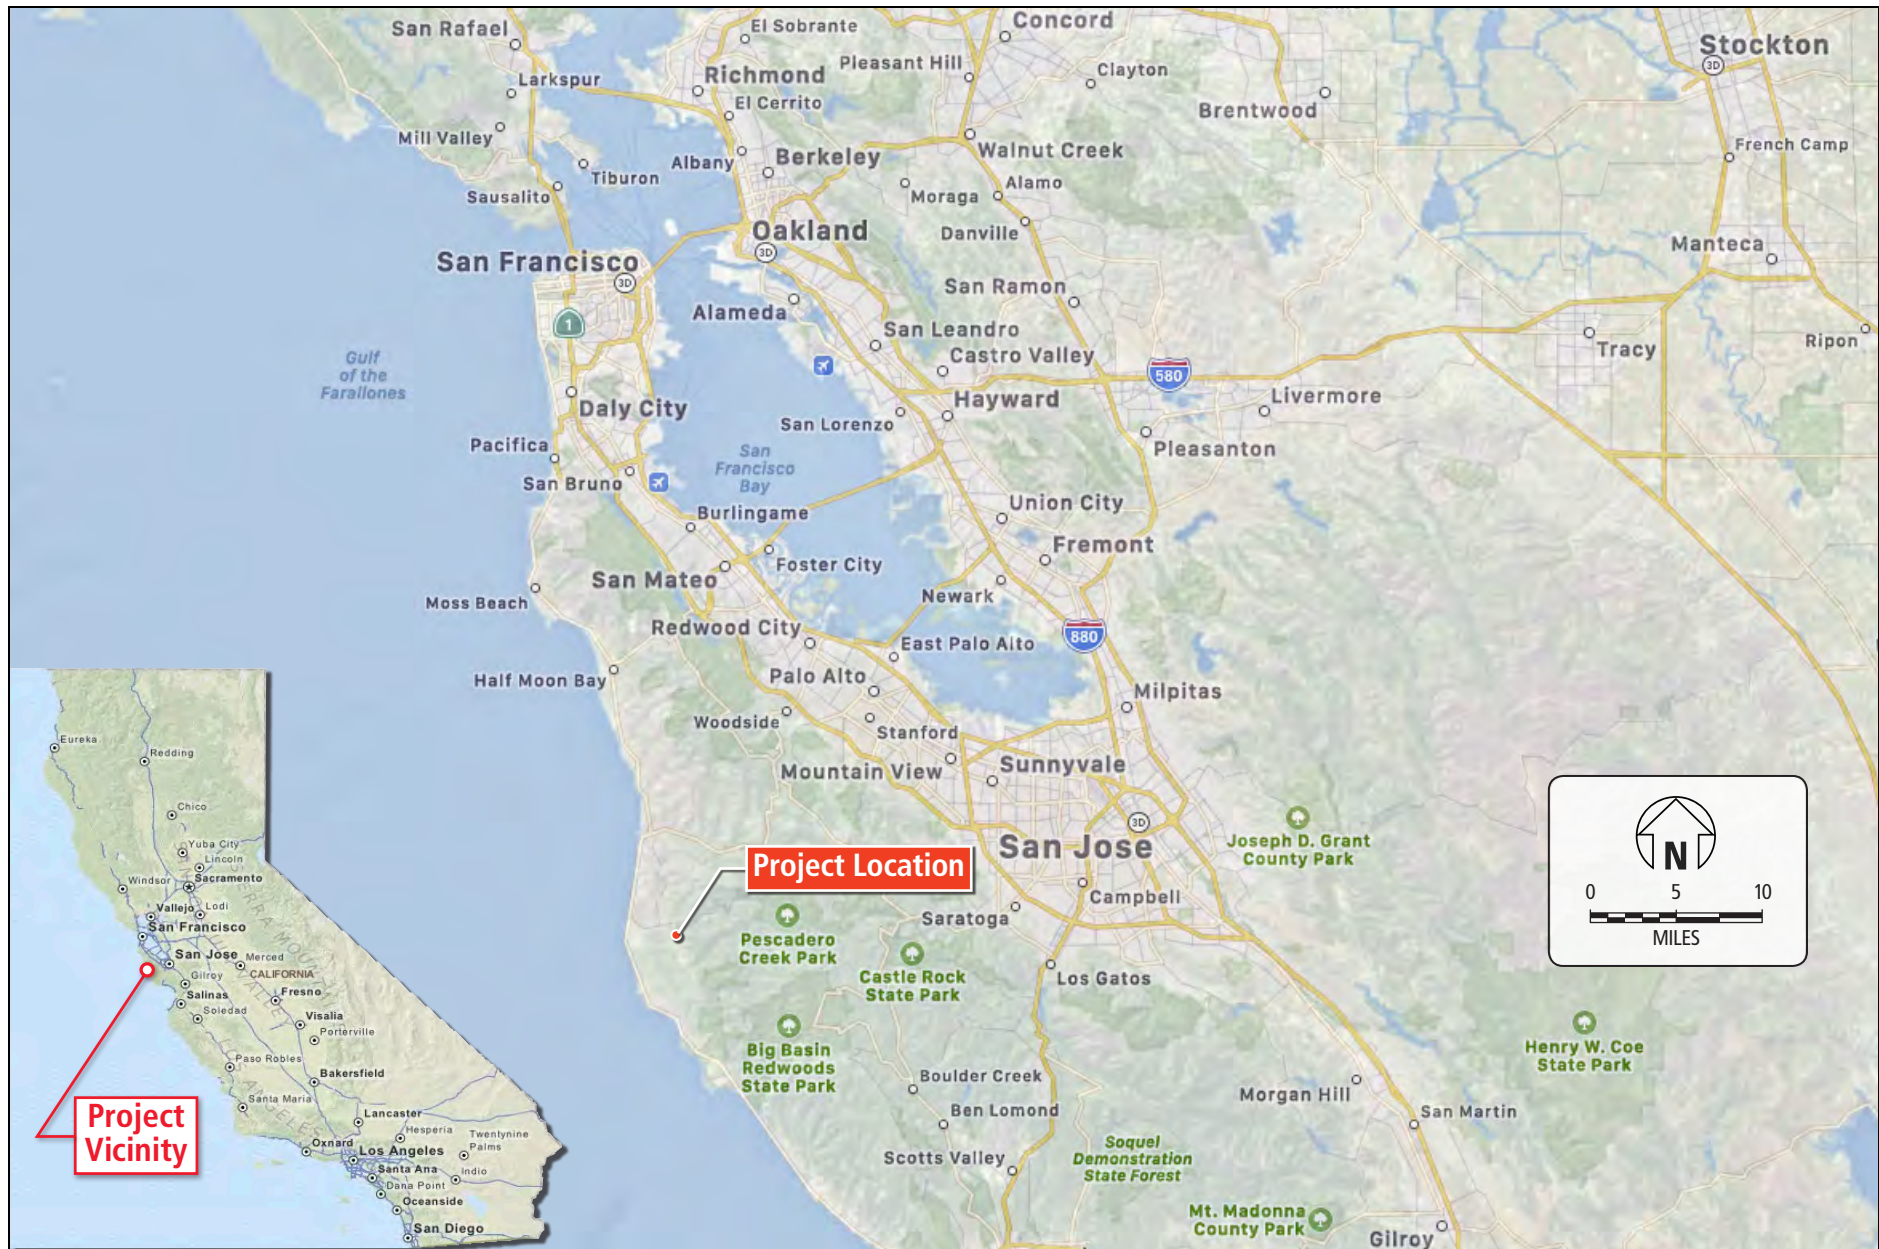 San Rafael
El Sobrante
Concord
Stockton
3D
Larkspur
Richmond
Pleasant Hill
Clayton
El Cerrito
Brentwood
Mill Valley
Albany
Berkeley
Walnut Creek
French Camp
Tiburon
Sausalito
Moraga
Alamo
Oakland
3D
Danville
Manteca
San Francisco
3D
San Ramon
Alameda
1
San Leandro
Ripon
Gulf
of the
Farallones
Castro Valley
580
Tracy
Daly City
Hayward
Livermore
San Lorenzo
Pacifica
San
Francisco
Bay
Pleasanton
San Bruno
Burlingame
Union City
Fremont
Foster City
San Mateo
Newark
Moss Beach
Redwood City
East Palo Alto
880
Half Moon Bay
Palo Alto
Milpitas
Woodside
Stanford
Mountain View
Sunnyvale
3D
San Jose
Joseph D. Grant
County Park
Project Location
Campbell
Saratoga
Pescadero
Creek Park
Castle Rock
State Park
Los Gatos
Big Basin
Redwoods
State Park
Henry W. Coe
State Park
Boulder Creek
Morgan Hill
Ben Lomond
San Martin
Soquel
Demonstration
State Forest
Scotts Valley
Mt. Madonna
County Park
Gilroy
N
0 5 10
MILES
Eureka
Redding
Chico
Yuba City
Lincoln
Windsor
Sacramento
Vallejo
Lodi
San Francisco
San Jose
Merced
Gilroy
CALIFORNIA
Salinas
Fresno
Soledad
Visalia
Porterville
Paso Robles
Bakersfield
Santa Maria
Lancaster
Hesperia
Twentynine
Palms
Oxnard
Los Angeles
Santa Ana
Indio
Dana Point
Oceanside
San Diego
Project
Vicinity